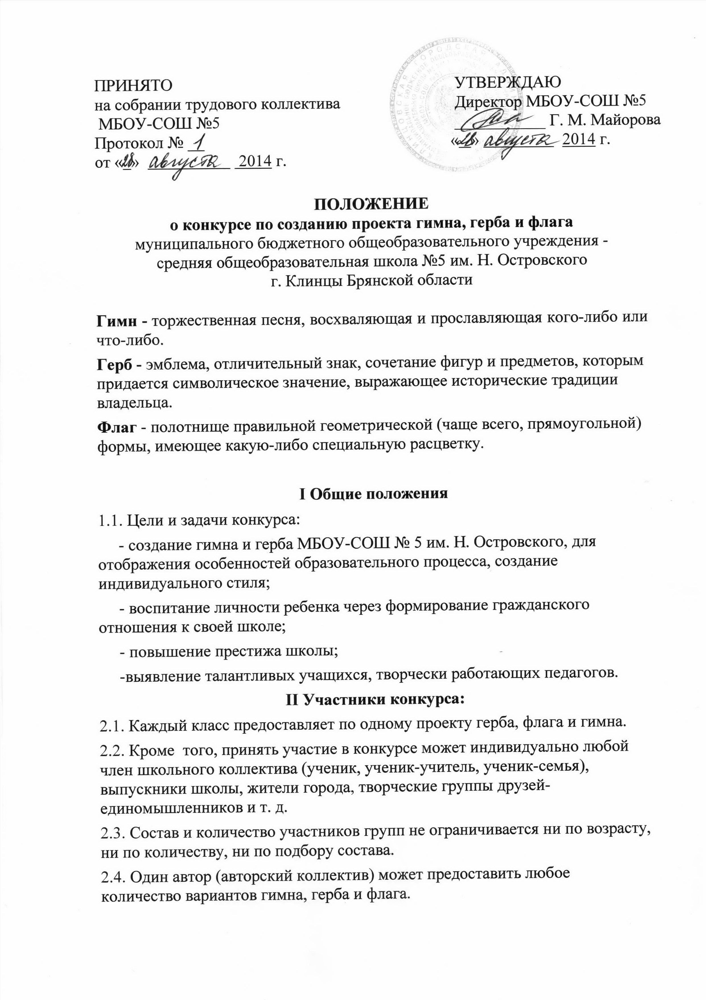 ПРИНЯТО
на собрании трудового коллектива
МБОУ-СОШ №5
Протокол № 1
от «28» августа 2014 г.
УТВЕРЖДАЮ
Директор МБОУ-СОШ №5
Г. М. Майорова
«28» августа 2014 г.
ПОЛОЖЕНИЕ
о конкурсе по созданию проекта гимна, герба и флага
муниципального бюджетного общеобразовательного учреждения -
средняя общеобразовательная школа №5 им. Н. Островского
г. Клинцы Брянской области
Гимн - торжественная песня, восхваляющая и прославляющая кого-либо или
что-либо.
Герб - эмблема, отличительный знак, сочетание фигур и предметов, которым
придается символическое значение, выражающее исторические традиции
владельца.
Флаг - полотнище правильной геометрической (чаще всего, прямоугольной)
формы, имеющее какую-либо специальную расцветку.
I Общие положения
1.1. Цели и задачи конкурса:
- создание гимна и герба МБОУ-СОШ № 5 им. Н. Островского, для
отображения особенностей образовательного процесса, создание
индивидуального стиля;
- воспитание личности ребенка через формирование гражданского
отношения к своей школе;
- повышение престижа школы;
-выявление талантливых учащихся, творчески работающих педагогов.
II Участники конкурса:
2.1. Каждый класс предоставляет по одному проекту герба, флага и гимна.
2.2. Кроме  того, принять участие в конкурсе может индивидуально любой
член школьного коллектива (ученик, ученик-учитель, ученик-семья),
выпускники школы, жители города, творческие группы друзей-
единомышленников и т. д.
2.3. Состав и количество участников групп не ограничивается ни по возрасту,
ни по количеству, ни по подбору состава.
2.4. Один автор (авторский коллектив) может предоставить любое
количество вариантов гимна, герба и флага.